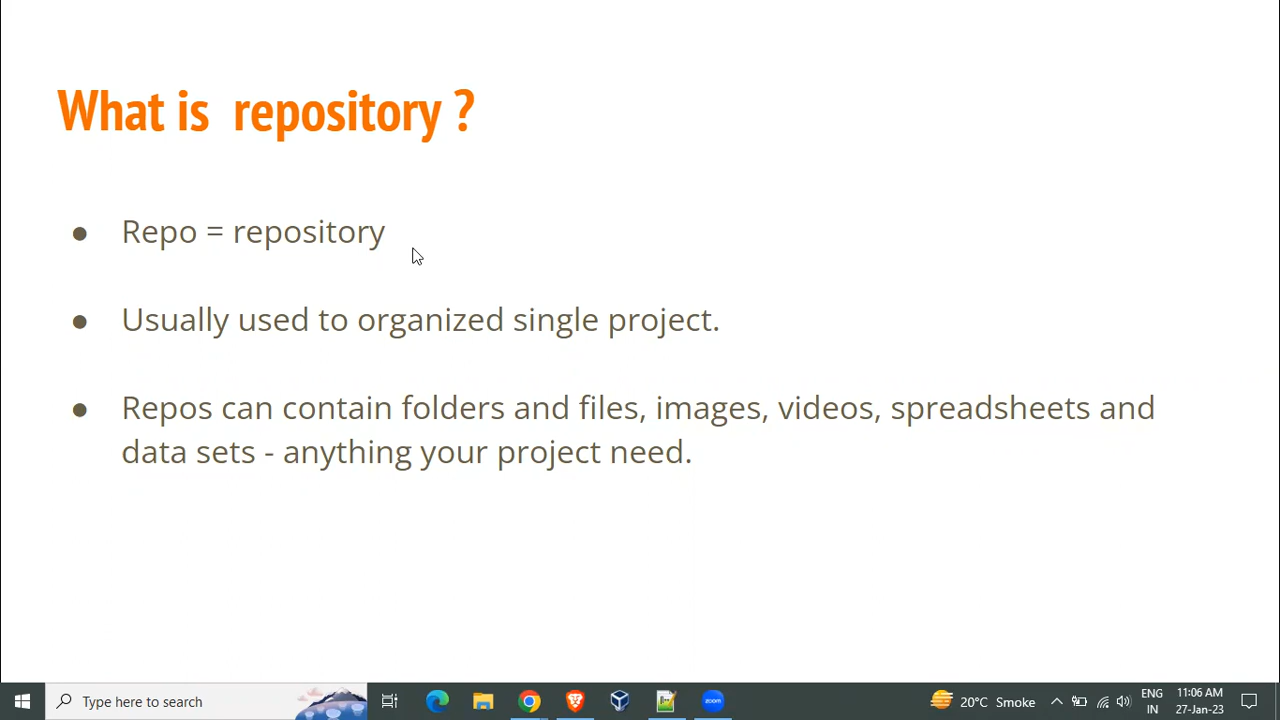 What is  repository ?
● Repo = repository
● Usually used to organized single project.
● Repos can contain folders and files, images, videos, spreadsheets and
data sets - anything your project need.
Type here to search
zoom
20°C Smoke
ENG
IN
11:06 AM
27-Jan-23